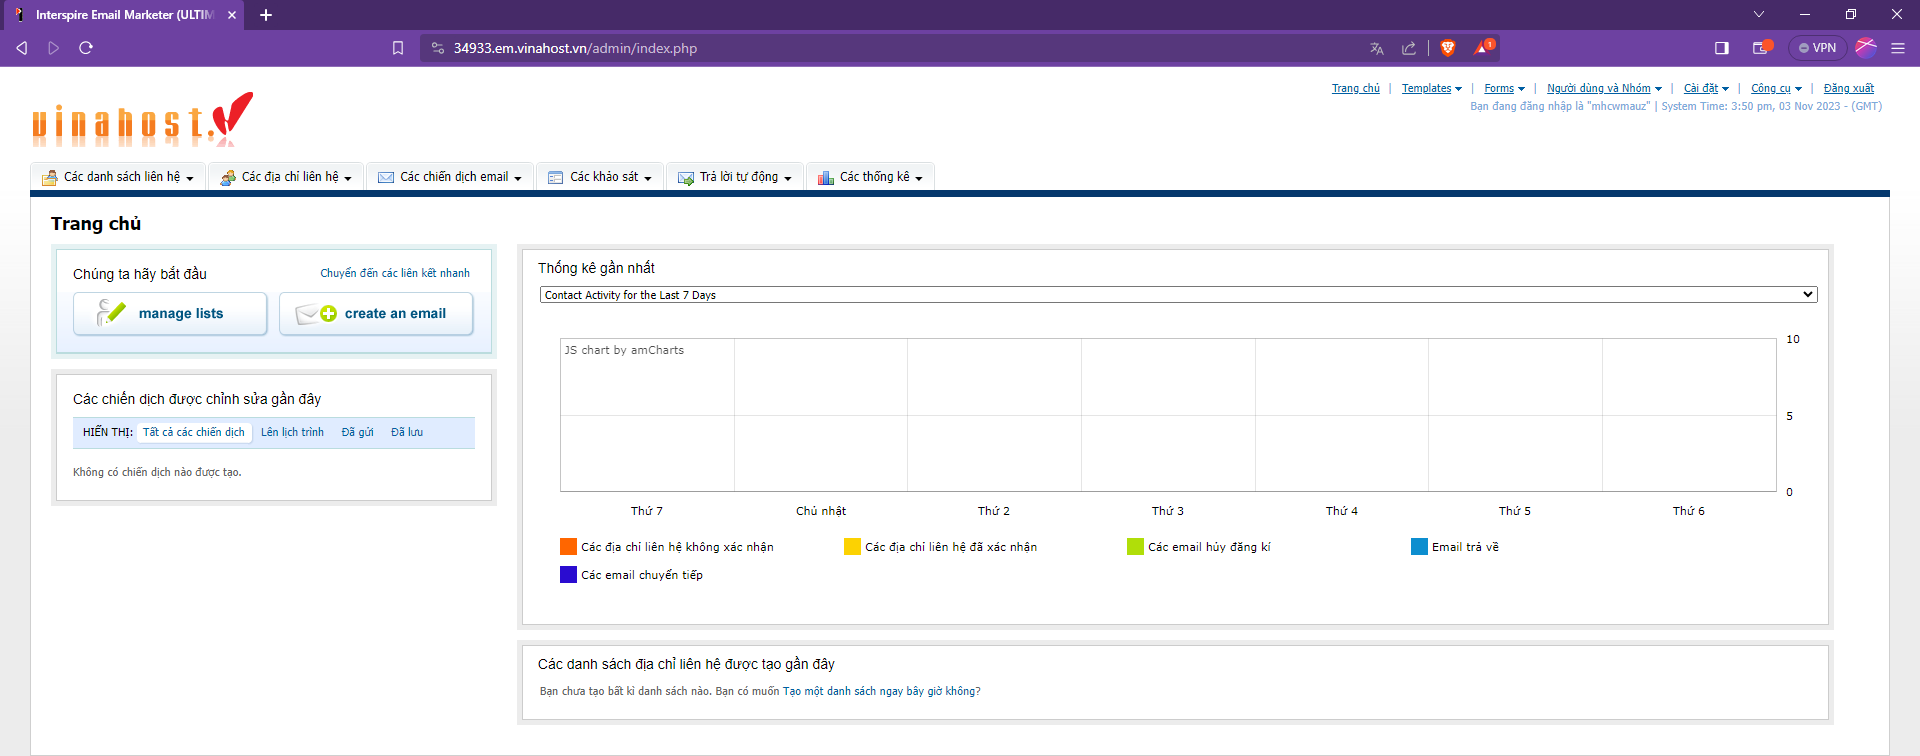 Interspire Email Marketer (ULTIM
34933.em.vinahost.vn/admin/index.php
1
VPN
vinahost.
Trang chủ | Templates | Forms | Người dùng và Nhóm | Cài đặt | Công cụ | Đăng xuất
Bạn đang đăng nhập là "mhcwmauz" | System Time: 3:50 pm, 03 Nov 2023 - (GMT)
Các danh sách liên hệ Các địa chỉ liên hệ Các chiến dịch email Các khảo sát Trả lời tự động Các thống kê
Trang chủ
Chúng ta hãy bắt đầu Chuyển đến các liên kết nhanh
manage lists create an email
Các chiến dịch được chỉnh sửa gần đây
HIỂN THỊ: Tất cả các chiến dịch Lên lịch trình Đã gửi Đã lưu
Không có chiến dịch nào được tạo.
Thống kê gần nhất
Contact Activity for the Last 7 Days
JS chart by amCharts
10
5
0
Thứ 7 Chủ nhật Thứ 2 Thứ 3 Thứ 4 Thứ 5 Thứ 6
Các địa chỉ liên hệ không xác nhận Các địa chỉ liên hệ đã xác nhận Các email hủy đăng kí Email trả về
Các email chuyển tiếp
Các danh sách địa chỉ liên hệ được tạo gần đây
Bạn chưa tạo bất kì danh sách nào. Bạn có muốn Tạo một danh sách ngay bây giờ không?